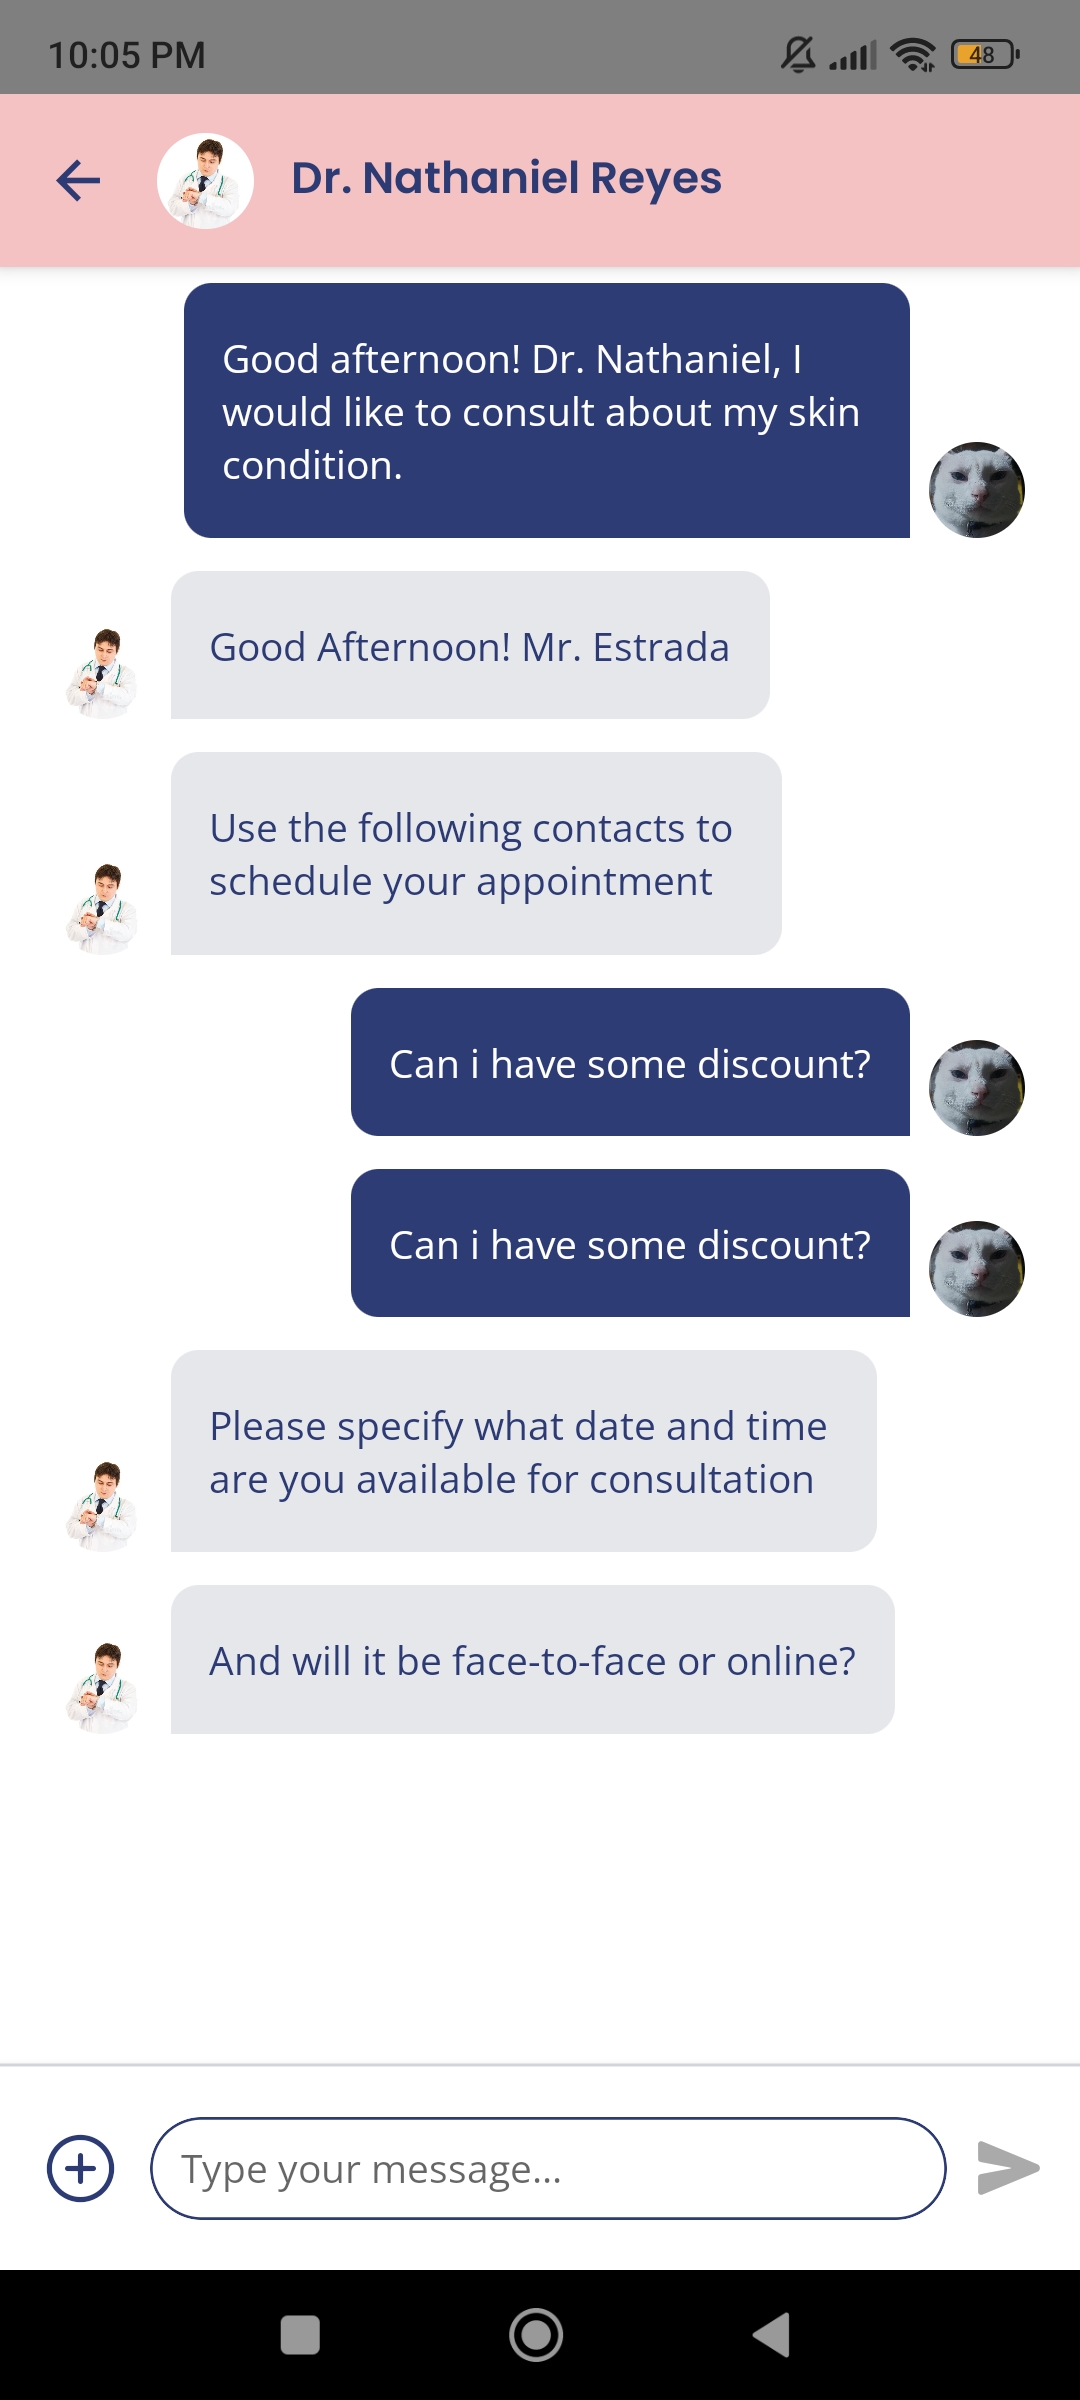 10:05 PM
48
Dr. Nathaniel Reyes
Good afternoon! Dr. Nathaniel, I
would like to consult about my skin
condition.
Good Afternoon! Mr. Estrada
Use the following contacts to
schedule your appointment
Can i have some discount?
Can i have some discount?
Please specify what date and time
are you available for consultation
And will it be face-to-face or online?
Type your message...